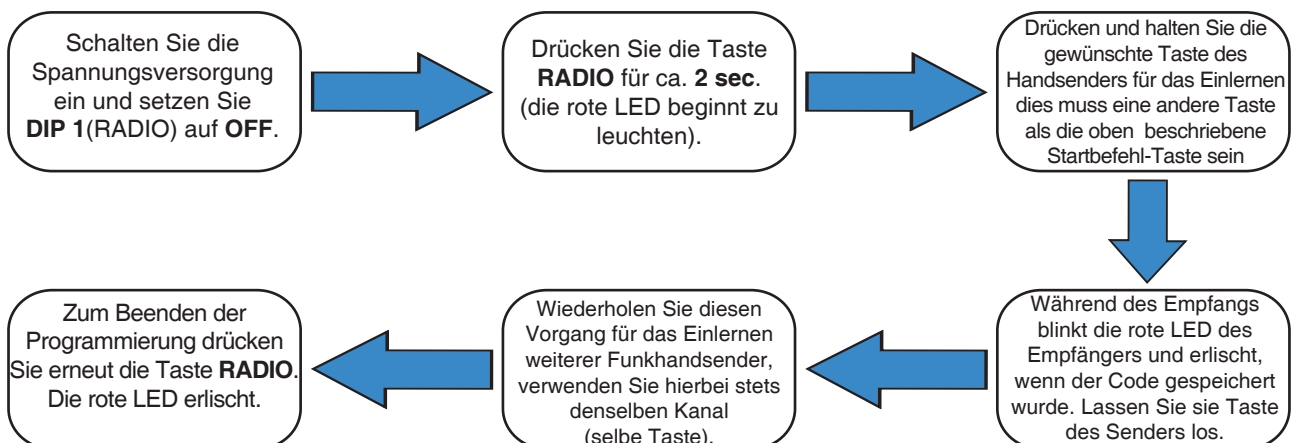 Schalten Sie die
Spannungsversorgung
ein und setzen Sie
DIP 1(RADIO) auf OFF.
Drücken Sie die Taste
RADIO für ca. 2 sec.
(die rote LED beginnt zu
leuchten).
Drücken und halten Sie die
gewünschte Taste des
Handsenders für das Einlernen
dies muss eine andere Taste
als die oben beschriebene
Startbefehl-Taste sein
Während des Empfangs
blinkt die rote LED des
Empfängers und erlischt,
wenn der Code gespeichert
wurde. Lassen Sie sie Taste
des Senders los.
Wiederholen Sie diesen
Vorgang für das Einlernen
weiterer Funkhandsender,
verwenden Sie hierbei stets
denselben Kanal
(selbe Taste).
Zum Beenden der
Programmierung drücken
Sie erneut die Taste RADIO.
Die rote LED erlischt.